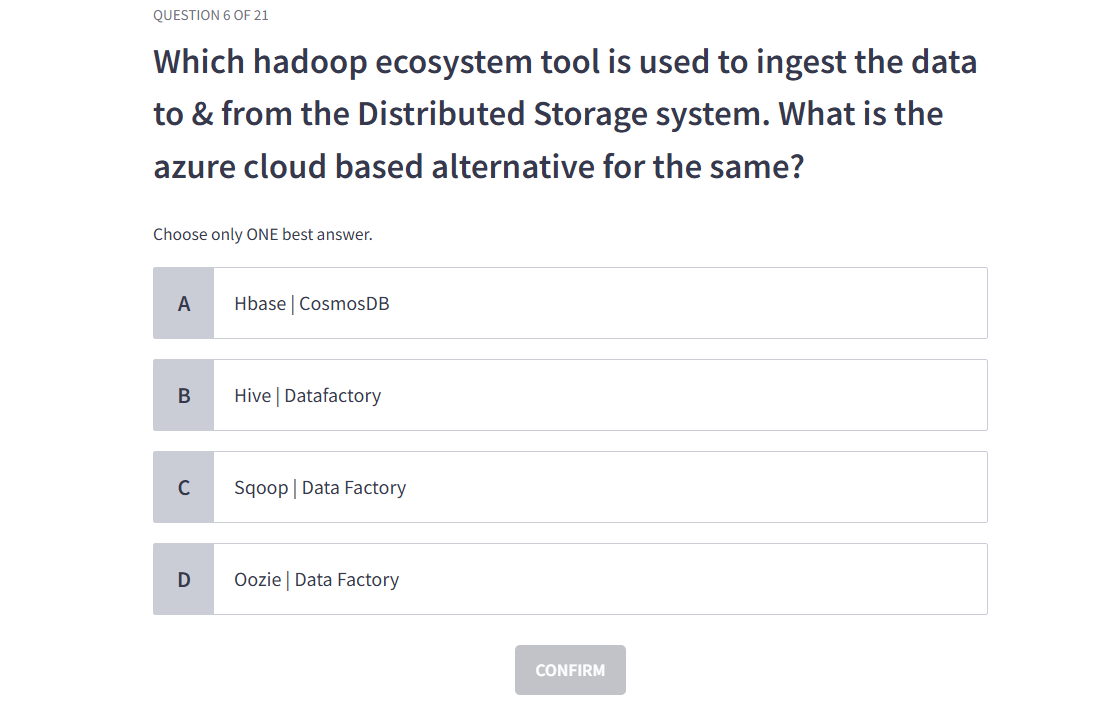 QUESTION 6 OF 21
Which hadoop ecosystem tool is used to ingest the data
to & from the Distributed Storage system. What is the
azure cloud based alternative for the same?
Choose only ONE best answer.
A Hbase | CosmosDB
B Hive | Datafactory
C Sqoop | Data Factory
D Oozie | Data Factory
CONFIRM